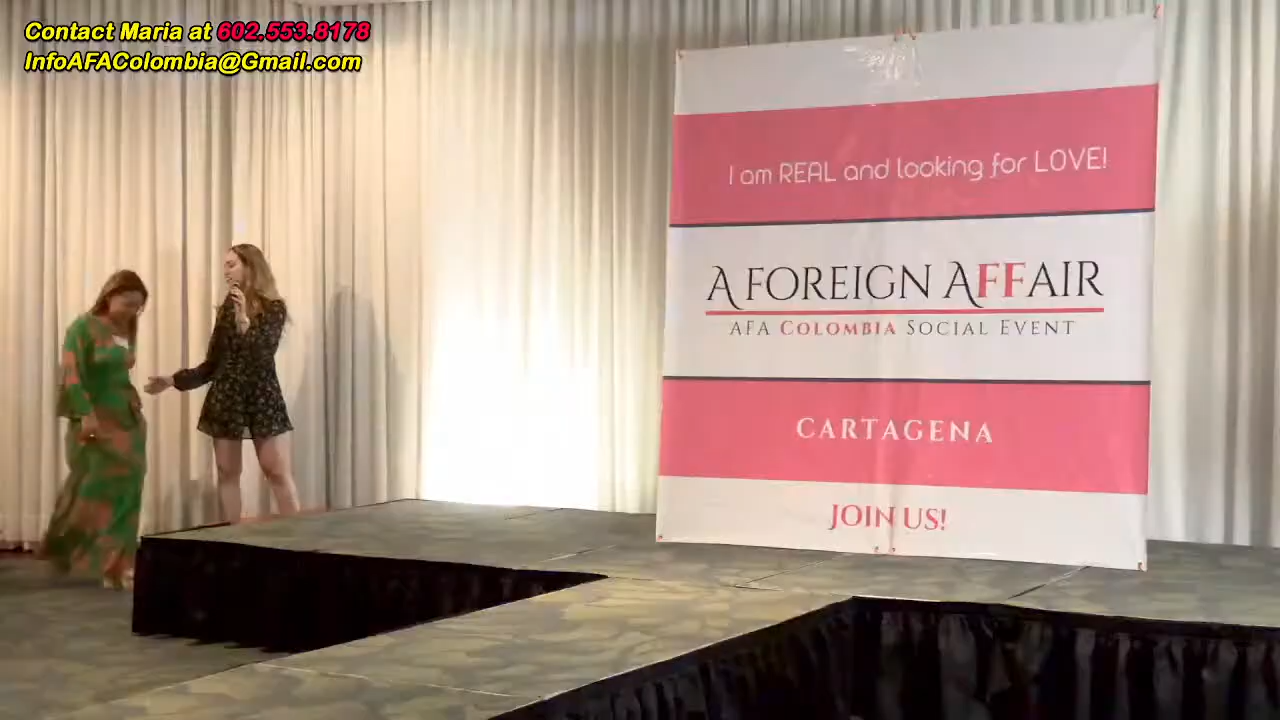 Contact Maria at 602.553.8178
InfoAFAColombia@Gmail.com
I am REAL and looking for LOVE!
A FOREIGN AFFAIR
AFA COLOMBIA SOCIAL EVENT
CARTAGENA
JOIN US!